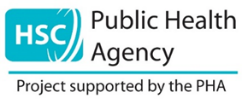 HSC
Public Health
Agency
Project supported by the PHA